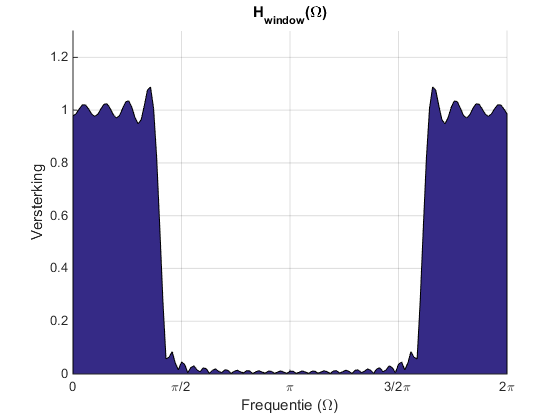 H_window(Ω)
1.2
1
0.8
0.6
0.4
0.2
0
Versterking
0 π/2 π 3/2π 2π
Frequentie (Ω)